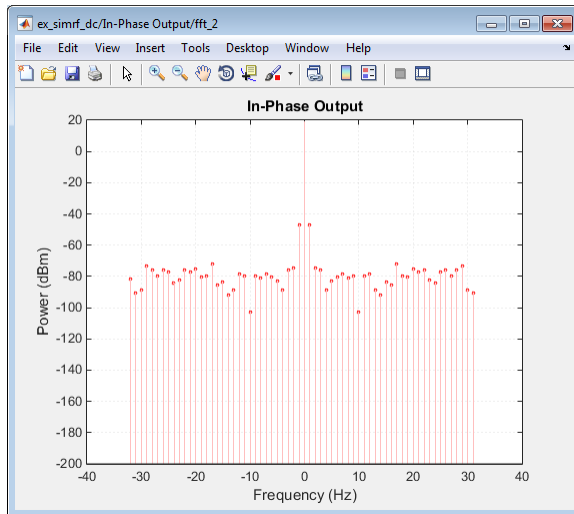 ex_simrf_dc/In-Phase Output/fft_2
File Edit View Insert Tools Desktop Window Help
In-Phase Output
20
0
-20
-40
-60
-80
-100
-120
-140
-160
-180
-200
Power (dBm)
-40 -30 -20 -10 0 10 20 30 40
Frequency (Hz)